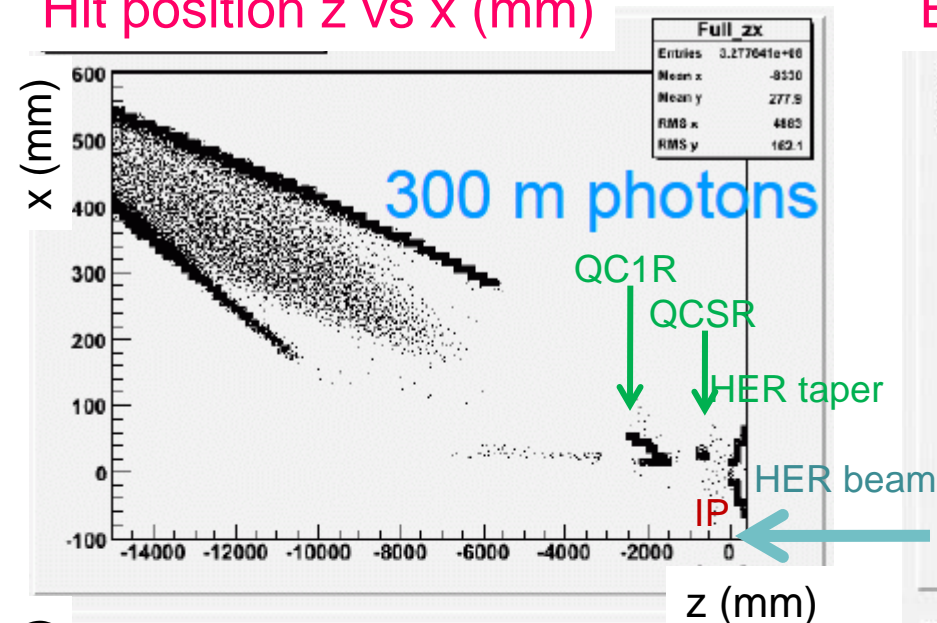 Hit position z vs x (mm)
Full_zx
Entries 3.277641e+06
Mean x -9330
Mean y 277.9
RMS x 4863
RMS y 162.1
x (mm)
600
500
400
300
200
100
0
-100
300 m photons
QC1R
QCSR
HER taper
HER beam
IP
-14000 -12000 -10000 -8000 -6000 -4000 -2000 0
z (mm)